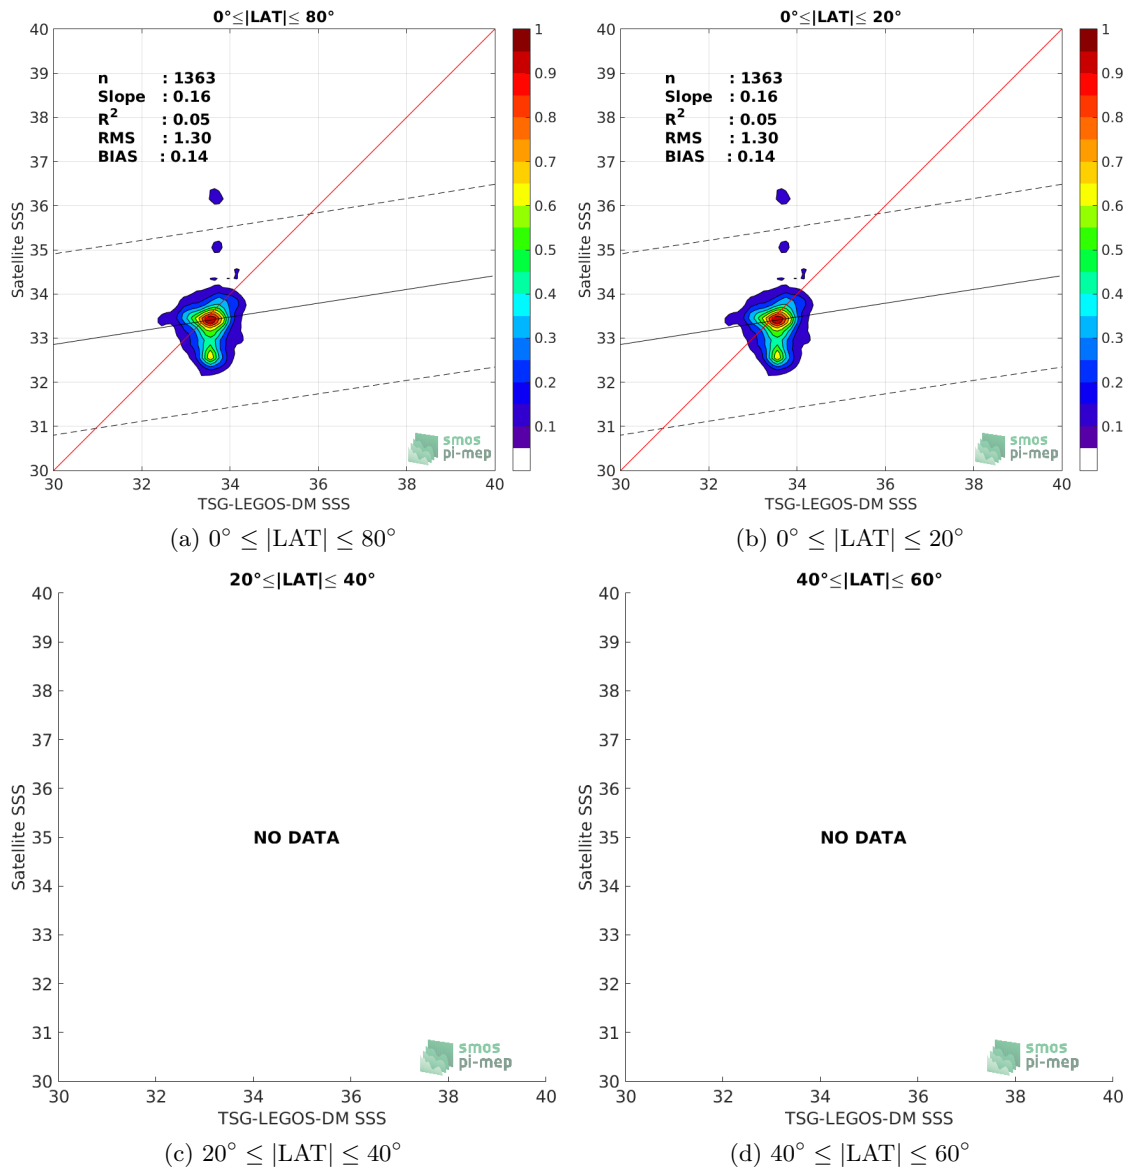 0°≤|LAT|≤ 80°
40
39
38
37
36
35
34
33
32
31
30
Satellite SSS
n : 1363
Slope : 0.16
R² : 0.05
RMS : 1.30
BIAS : 0.14
smos
pi-mep
30 32 34 36 38 40
TSG-LEGOS-DM SSS
1
0.9
0.8
0.7
0.6
0.5
0.4
0.3
0.2
0.1
(a) 0° ≤ |LAT| ≤ 80°
0°≤|LAT|≤ 20°
40
39
38
37
36
35
34
33
32
31
30
Satellite SSS
n : 1363
Slope : 0.16
R² : 0.05
RMS : 1.30
BIAS : 0.14
smos
pi-mep
30 32 34 36 38 40
TSG-LEGOS-DM SSS
1
0.9
0.8
0.7
0.6
0.5
0.4
0.3
0.2
0.1
(b) 0° ≤ |LAT| ≤ 20°
20°≤|LAT|≤ 40°
40
39
38
37
36
35
34
33
32
31
30
Satellite SSS
NO DATA
smos
pi-mep
30 32 34 36 38 40
TSG-LEGOS-DM SSS
(c) 20° ≤ |LAT| ≤ 40°
40°≤|LAT|≤ 60°
40
39
38
37
36
35
34
33
32
31
30
Satellite SSS
NO DATA
smos
pi-mep
30 32 34 36 38 40
TSG-LEGOS-DM SSS
(d) 40° ≤ |LAT| ≤ 60°